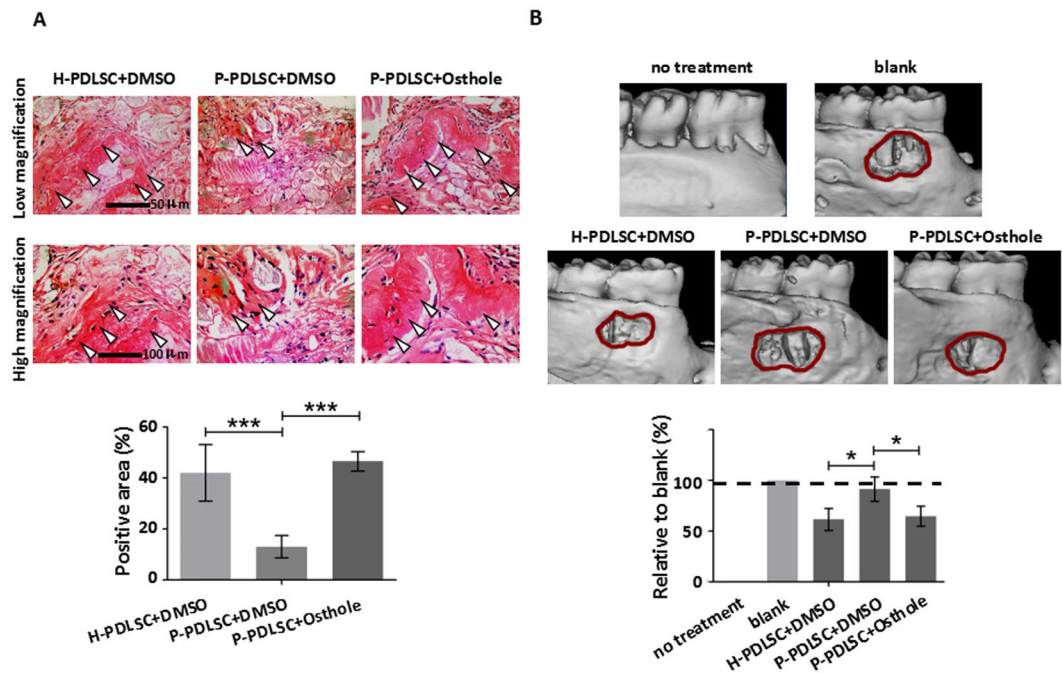 A
H-PDLSC+DMSO P-PDLSC+DMSO P-PDLSC+Osthole
Low magnification
50 μm
High magnification
100 μm
Positive area (%)
60
40
20
0
***
***
H-PDLSC+DMSO
P-PDLSC+DMSO
P-PDLSC+Osthole
B
no treatment blank
H-PDLSC+DMSO P-PDLSC+DMSO P-PDLSC+Osthole
Relative to blank (%)
100
50
0
*
*
no treatment
blank
H-PDLSC+DMSO
P-PDLSC+DMSO
P-PDLSC+Osthole